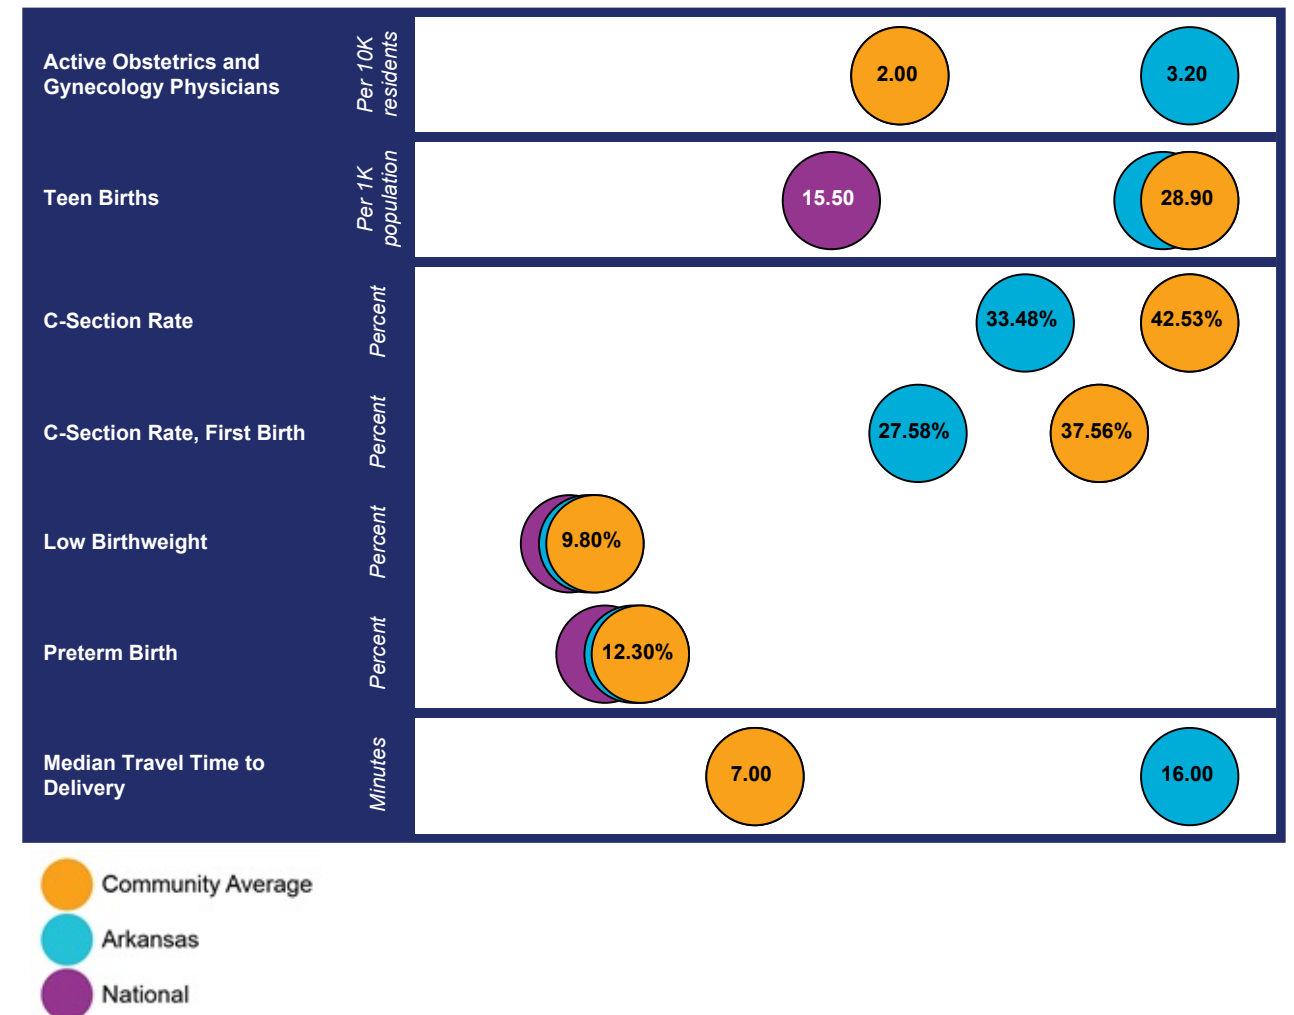 Active Obstetrics and
Gynecology Physicians
Per 10K
residents
2.00
3.20
Teen Births
Per 1K
population
15.50
28.90
C-Section Rate
Percent
33.48%
42.53%
C-Section Rate, First Birth
Percent
27.58%
37.56%
Low Birthweight
Percent
9.80%
Preterm Birth
Percent
12.30%
Median Travel Time to
Delivery
Minutes
7.00
16.00
Community Average
Arkansas
National